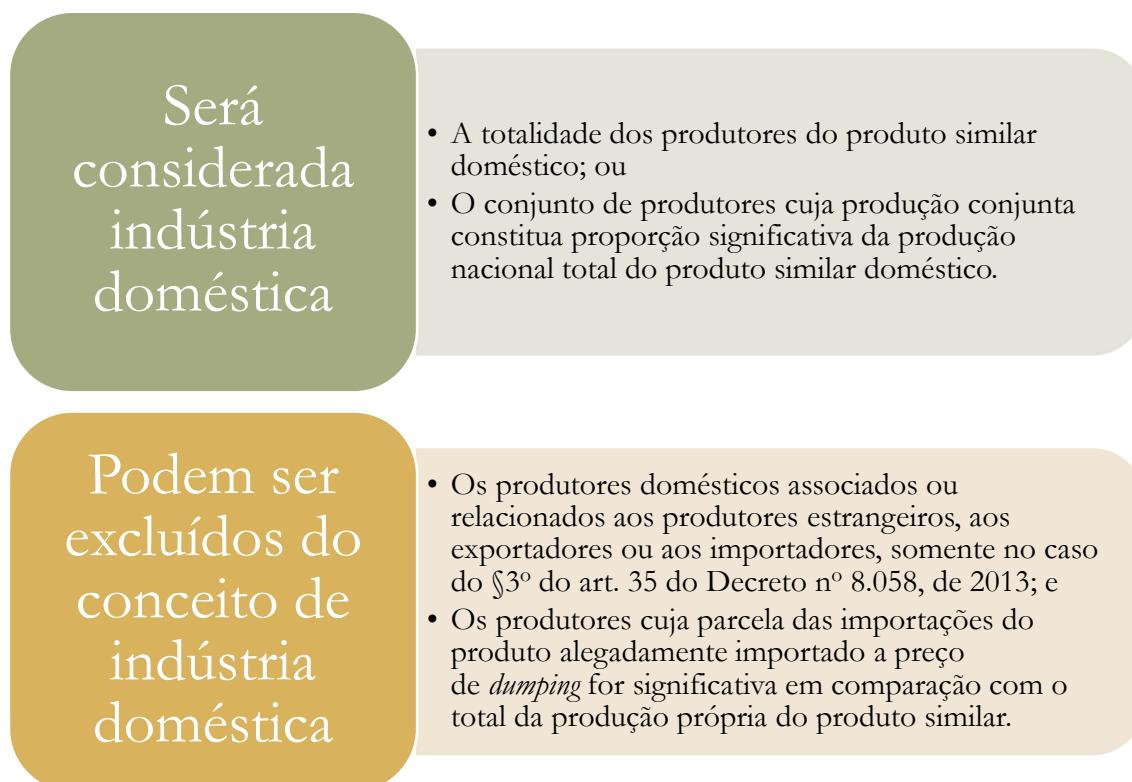 Será
considerada
indústria
doméstica
• A totalidade dos produtores do produto similar
doméstico; ou
• O conjunto de produtores cuja produção conjunta
constitua proporção significativa da produção
nacional total do produto similar doméstico.
Podem ser
excluídos do
conceito de
indústria
doméstica
• Os produtores domésticos associados ou
relacionados aos produtores estrangeiros, aos
exportadores ou aos importadores, somente no caso
do §3º do art. 35 do Decreto nº 8.058, de 2013; e
• Os produtores cuja parcela das importações do
produto alegadamente importado a preço
de dumping for significativa em comparação com o
total da produção própria do produto similar.